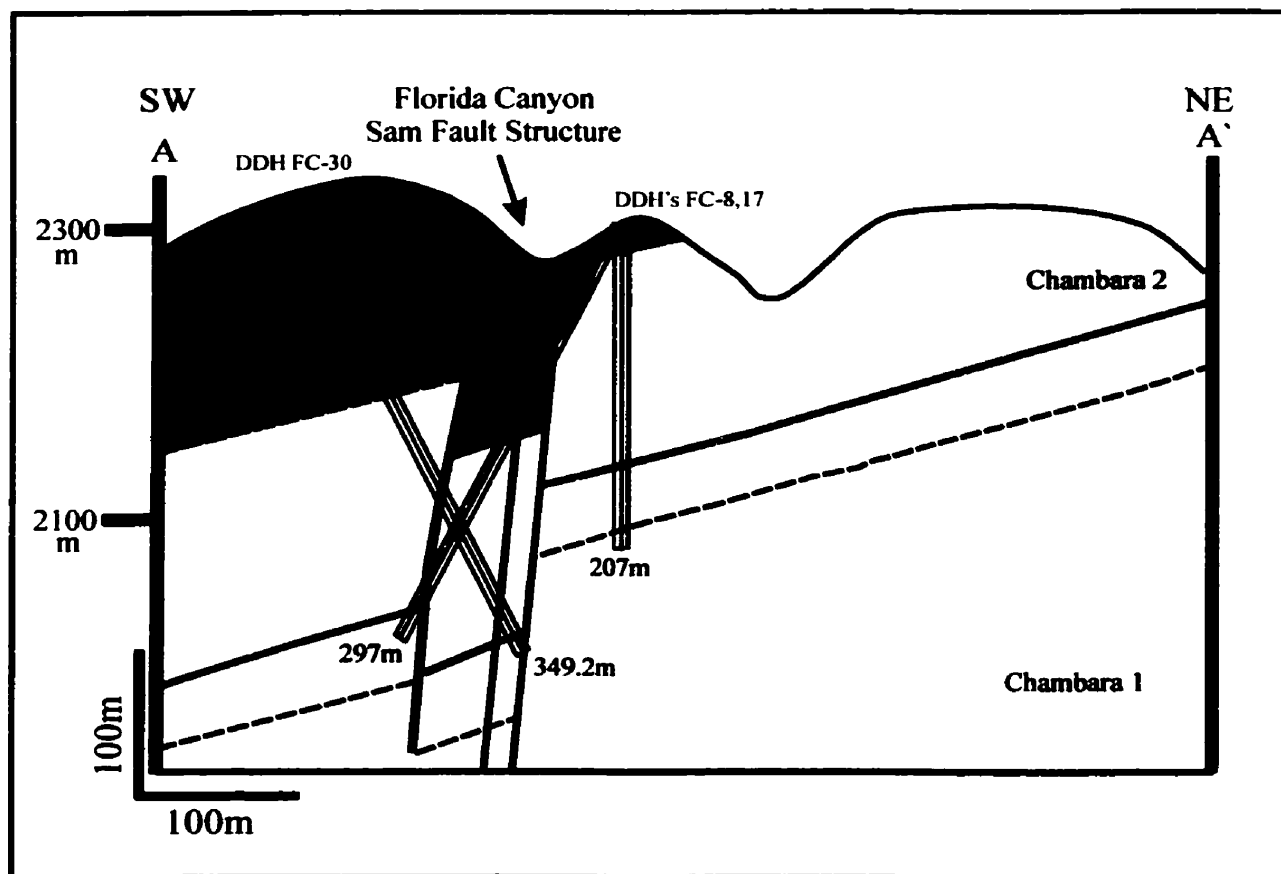 SW
A
Florida Canyon
Sam Fault Structure
NE
A`
DDH FC-30
DDH's FC-8,17
2300
m
Chambara 2
2100
m
207m
297m
349.2m
Chambara 1
100m
100m